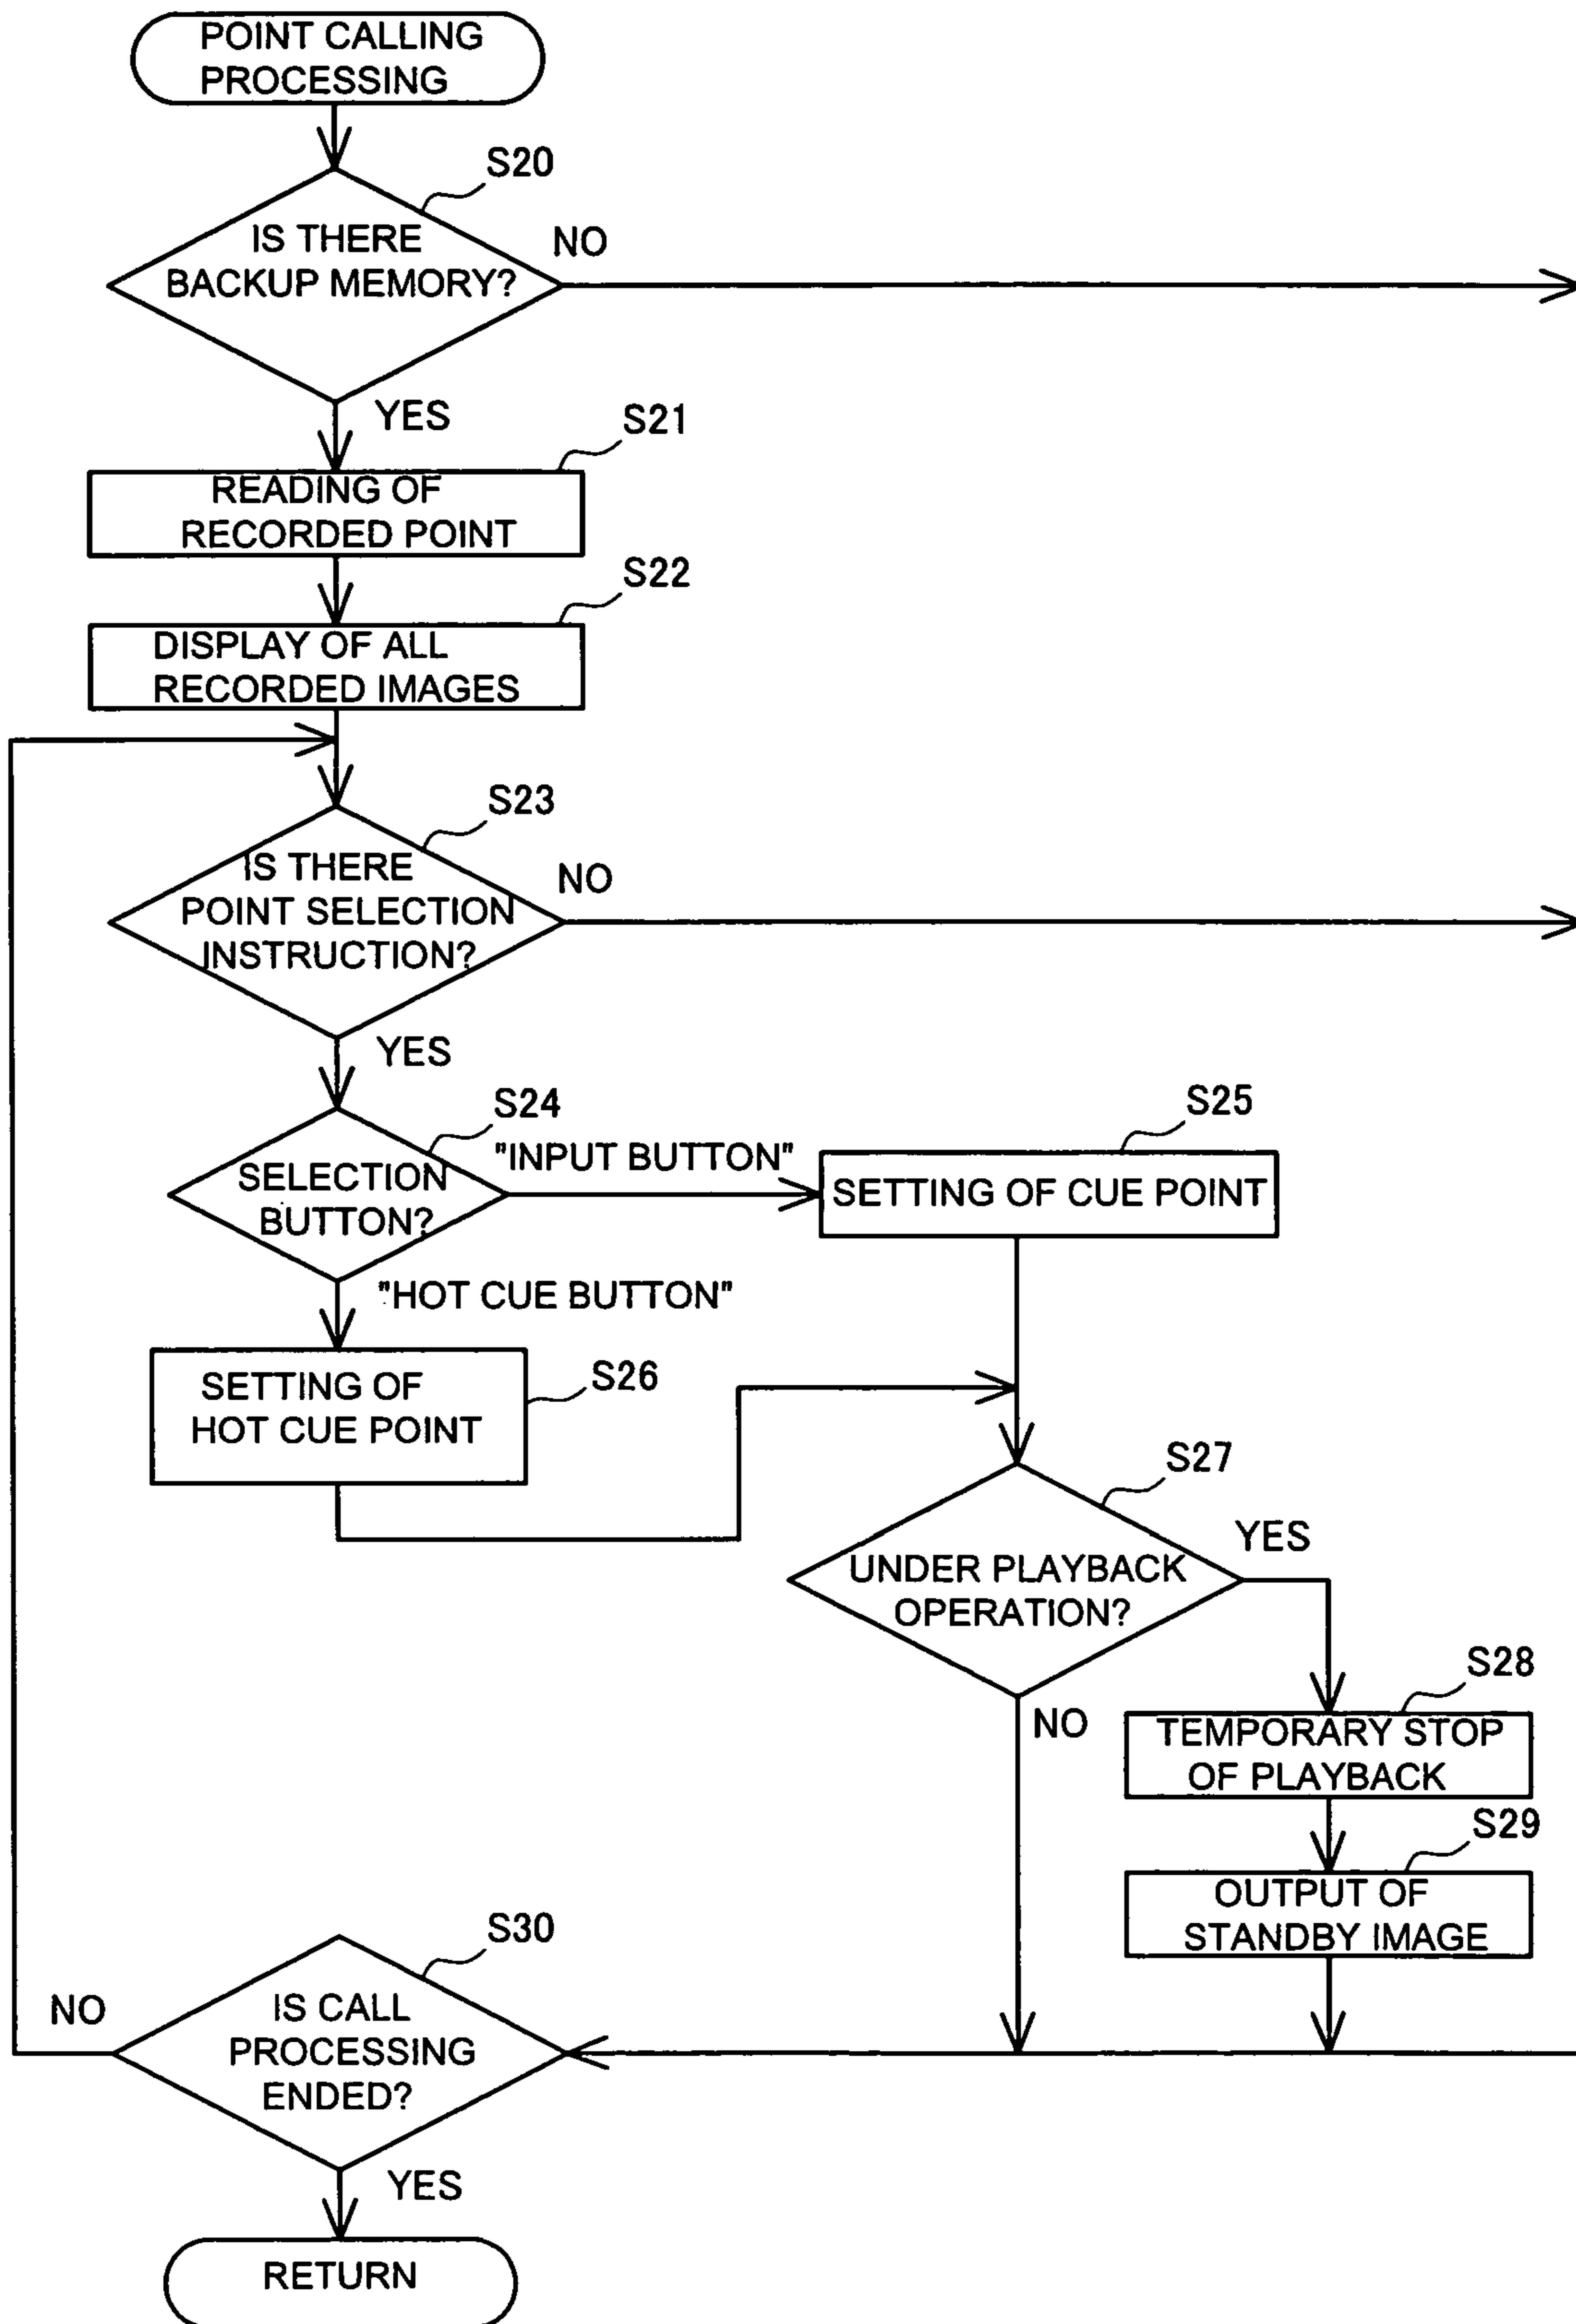 POINT CALLING
PROCESSING
S20
IS THERE
BACKUP MEMORY?
NO
YES
S21
READING OF
RECORDED POINT
S22
DISPLAY OF ALL
RECORDED IMAGES
S23
IS THERE
POINT SELECTION
INSTRUCTION?
NO
YES
S24
SELECTION
BUTTON?
"INPUT BUTTON"
S25
SETTING OF CUE POINT
"HOT CUE BUTTON"
S26
SETTING OF
HOT CUE POINT
S27
UNDER PLAYBACK
OPERATION?
YES
NO
S28
TEMPORARY STOP
OF PLAYBACK
S29
OUTPUT OF
STANDBY IMAGE
S30
IS CALL
PROCESSING
ENDED?
NO
YES
RETURN